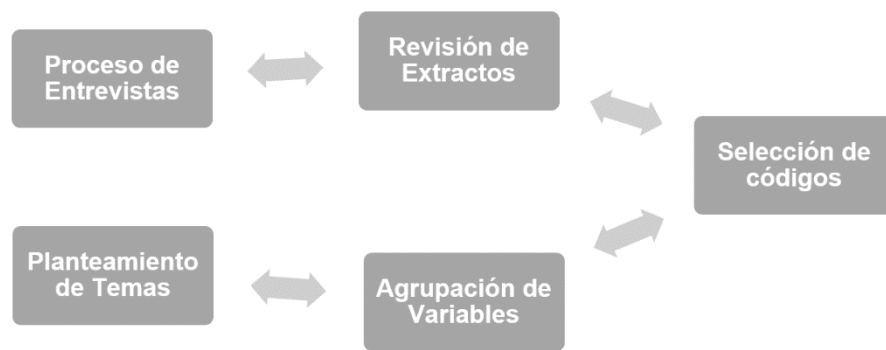 Proceso de
Entrevistas
Revisión de
Extractos
Selección de
códigos
Planteamiento
de Temas
Agrupación de
Variables